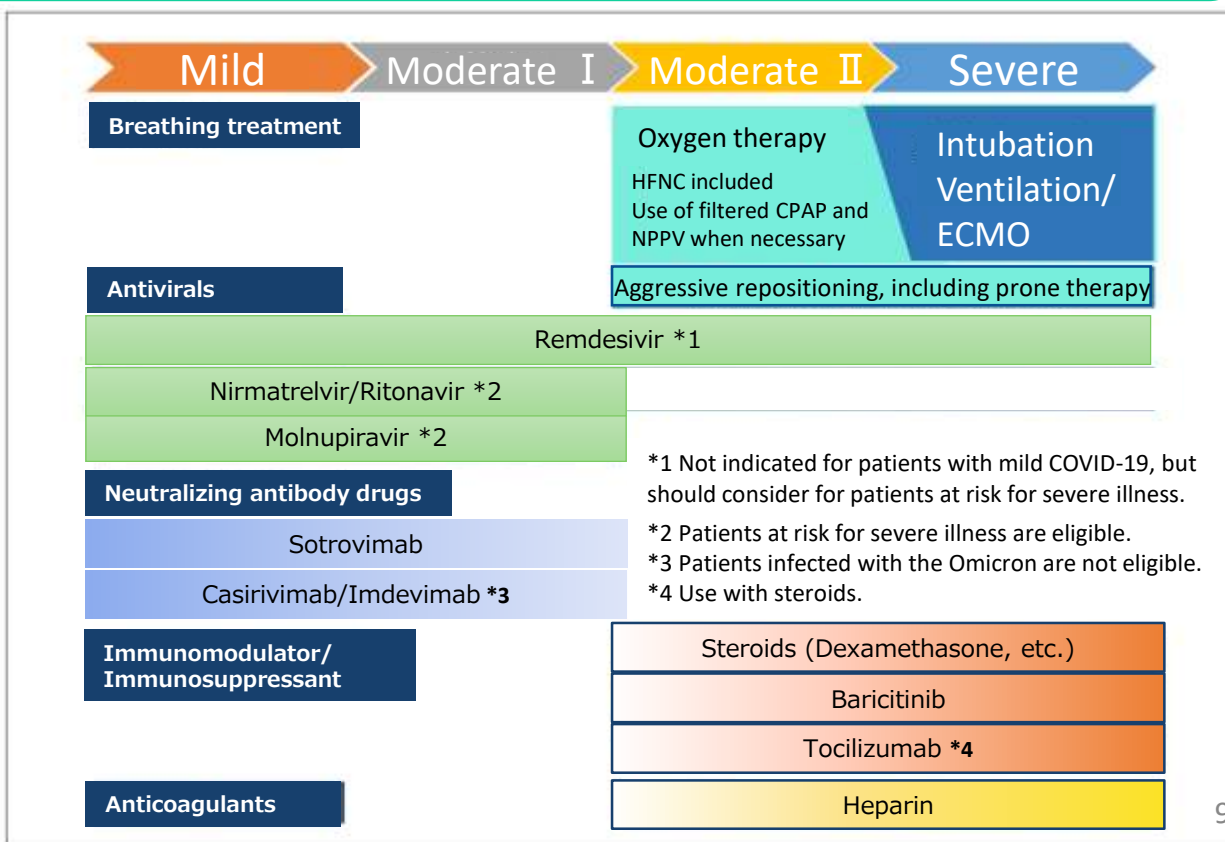 Mild
Moderate Ⅰ
Moderate Ⅱ
Severe
Breathing treatment
Oxygen therapy
HFNC included
Use of filtered CPAP and
NPPV when necessary
Intubation
Ventilation/
ECMO
Aggressive repositioning, including prone therapy
Antivirals
Remdesivir *1
Nirmatrelvir/Ritonavir *2
Molnupiravir *2
*1 Not indicated for patients with mild COVID-19, but
should consider for patients at risk for severe illness.
*2 Patients at risk for severe illness are eligible.
*3 Patients infected with the Omicron are not eligible.
*4 Use with steroids.
Neutralizing antibody drugs
Sotrovimab
Casirivimab/Imdevimab *3
Immunomodulator/
Immunosuppressant
Steroids (Dexamethasone, etc.)
Baricitinib
Tocilizumab *4
Anticoagulants
Heparin
9